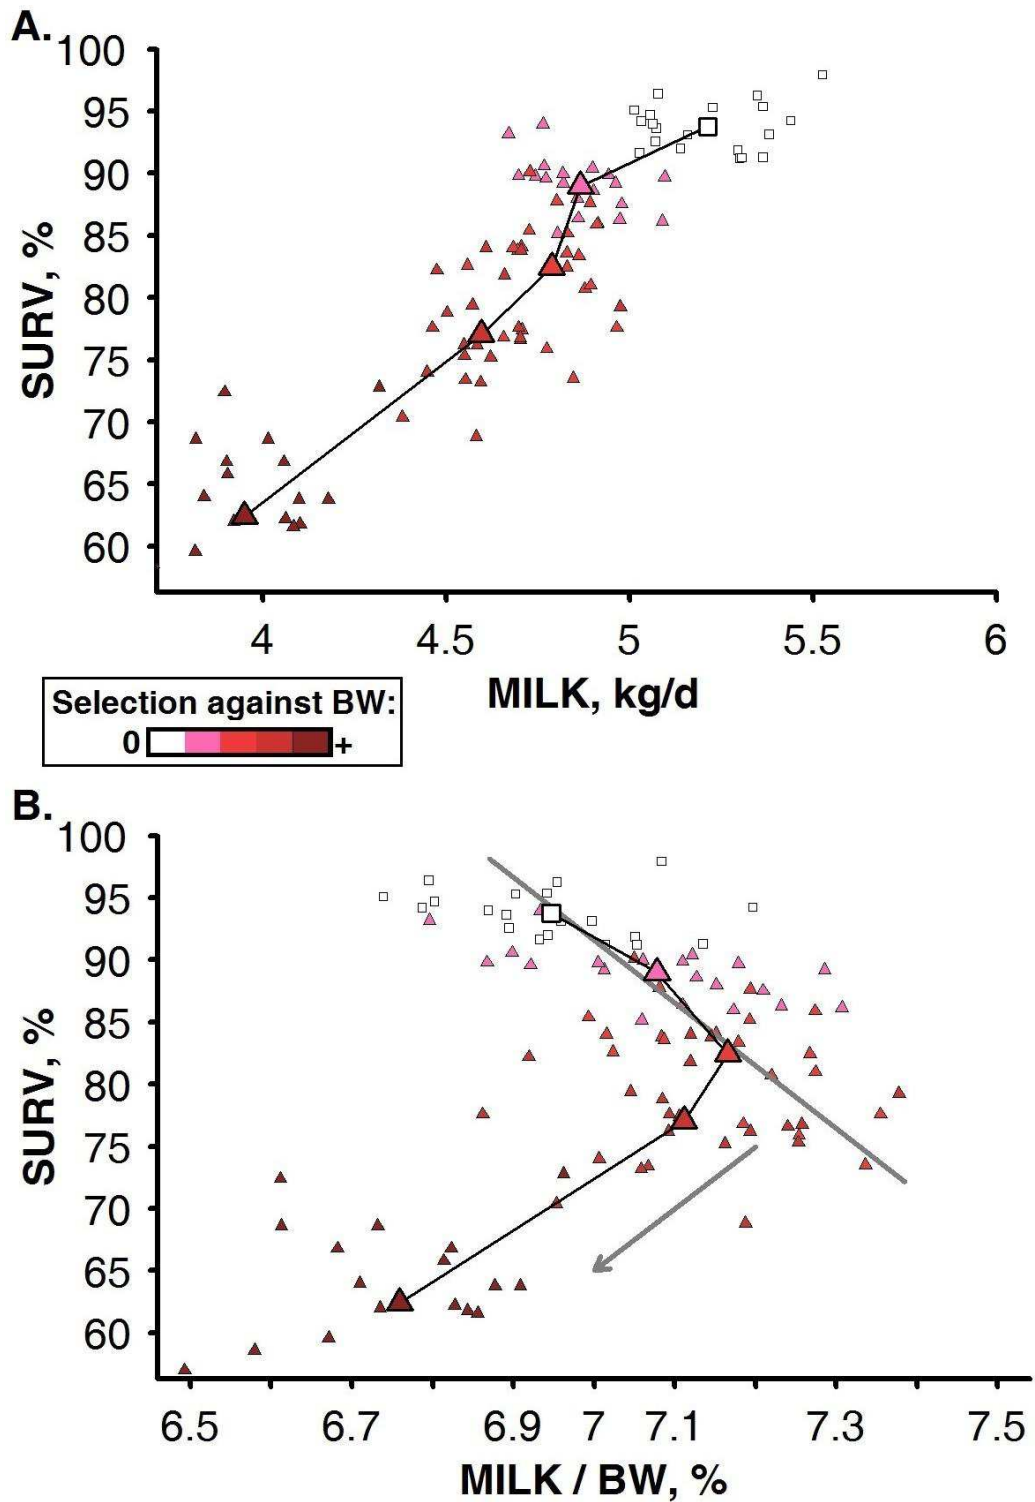 A.
100
95
90
85
80
75
70
65
60
SURV, %
4 4.5 5 5.5 6
MILK, kg/d
Selection against BW:
0 +
B.
100
95
90
85
80
75
70
65
60
SURV, %
6.5 6.7 6.9 7 7.1 7.3 7.5
MILK / BW, %